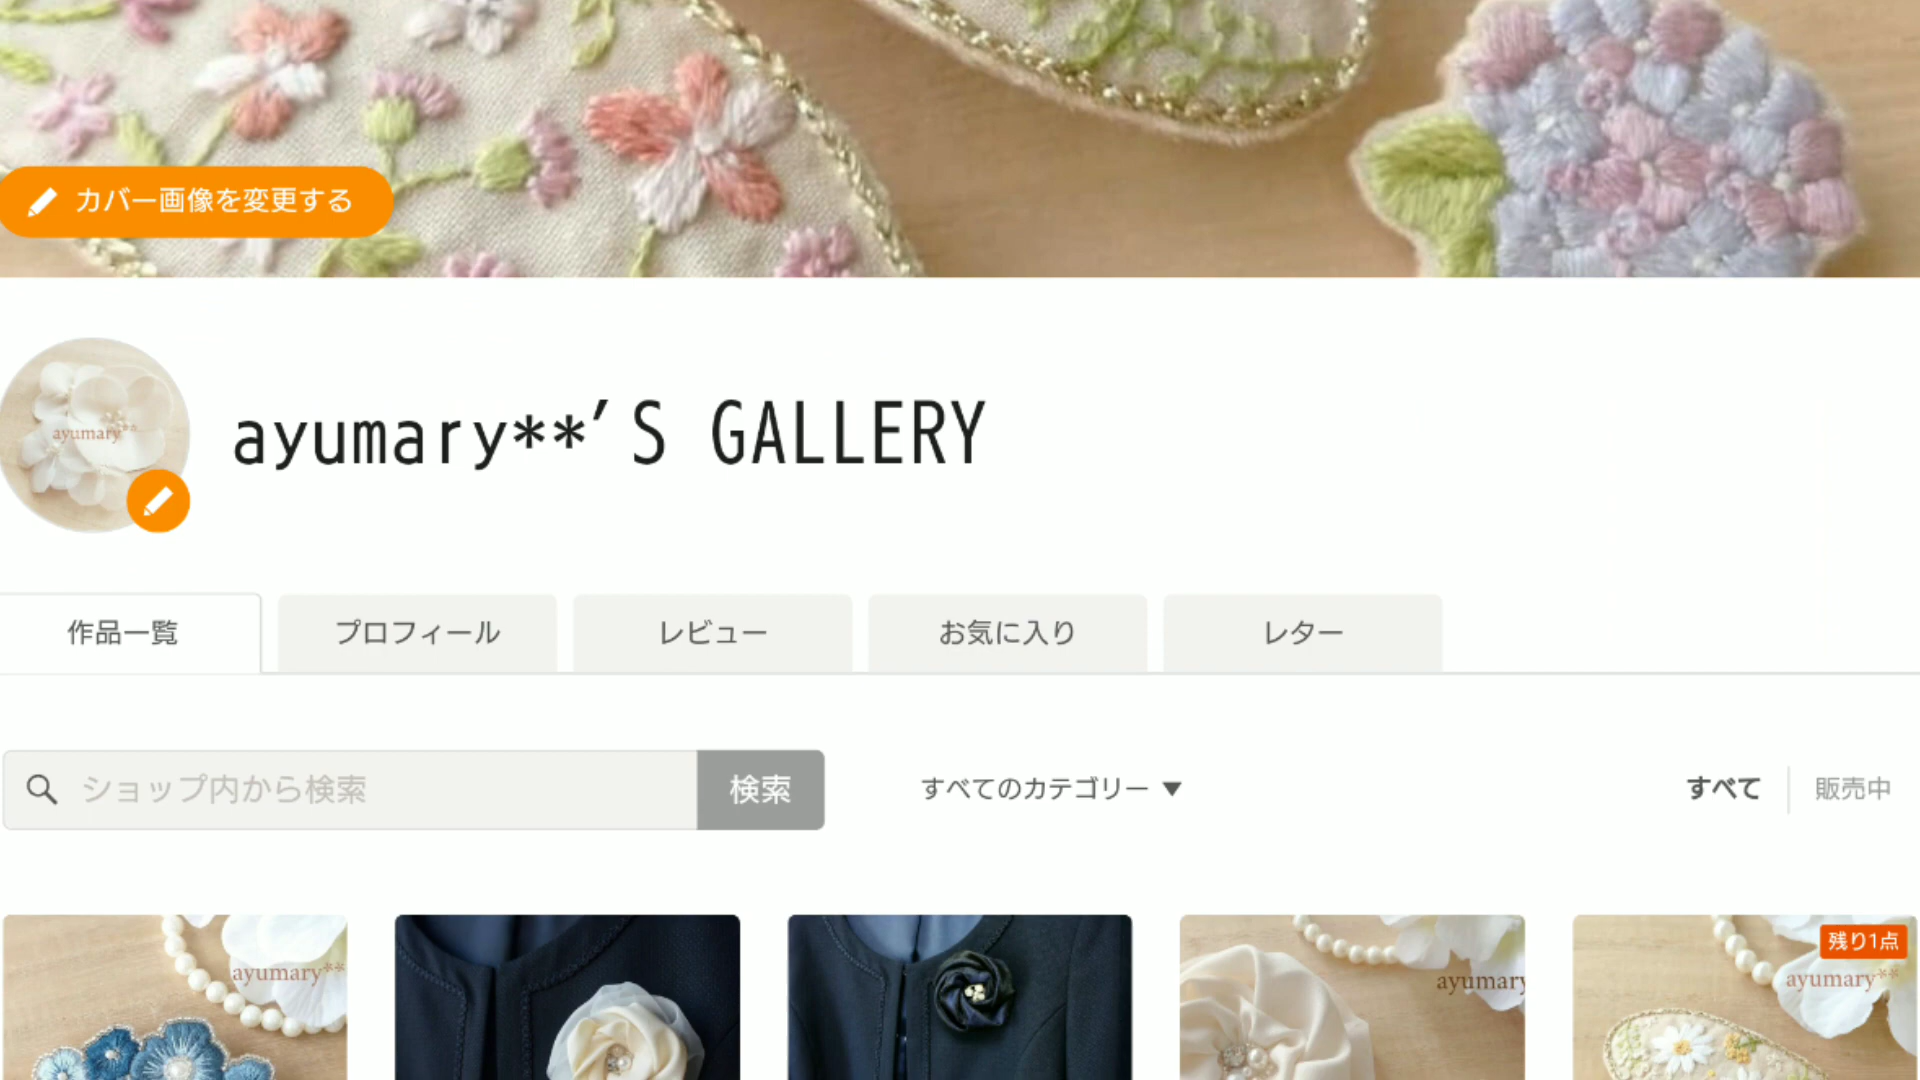 カバー画像を変更する
ayumary**
ayumary**'S GALLERY
作品一覧
プロフィール
レビュー
お気に入り
レター
ショップ内から検索
検索
すべてのカテゴリー ▼
すべて
販売中
ayumary**
ayumary
残り1点
ayumary**